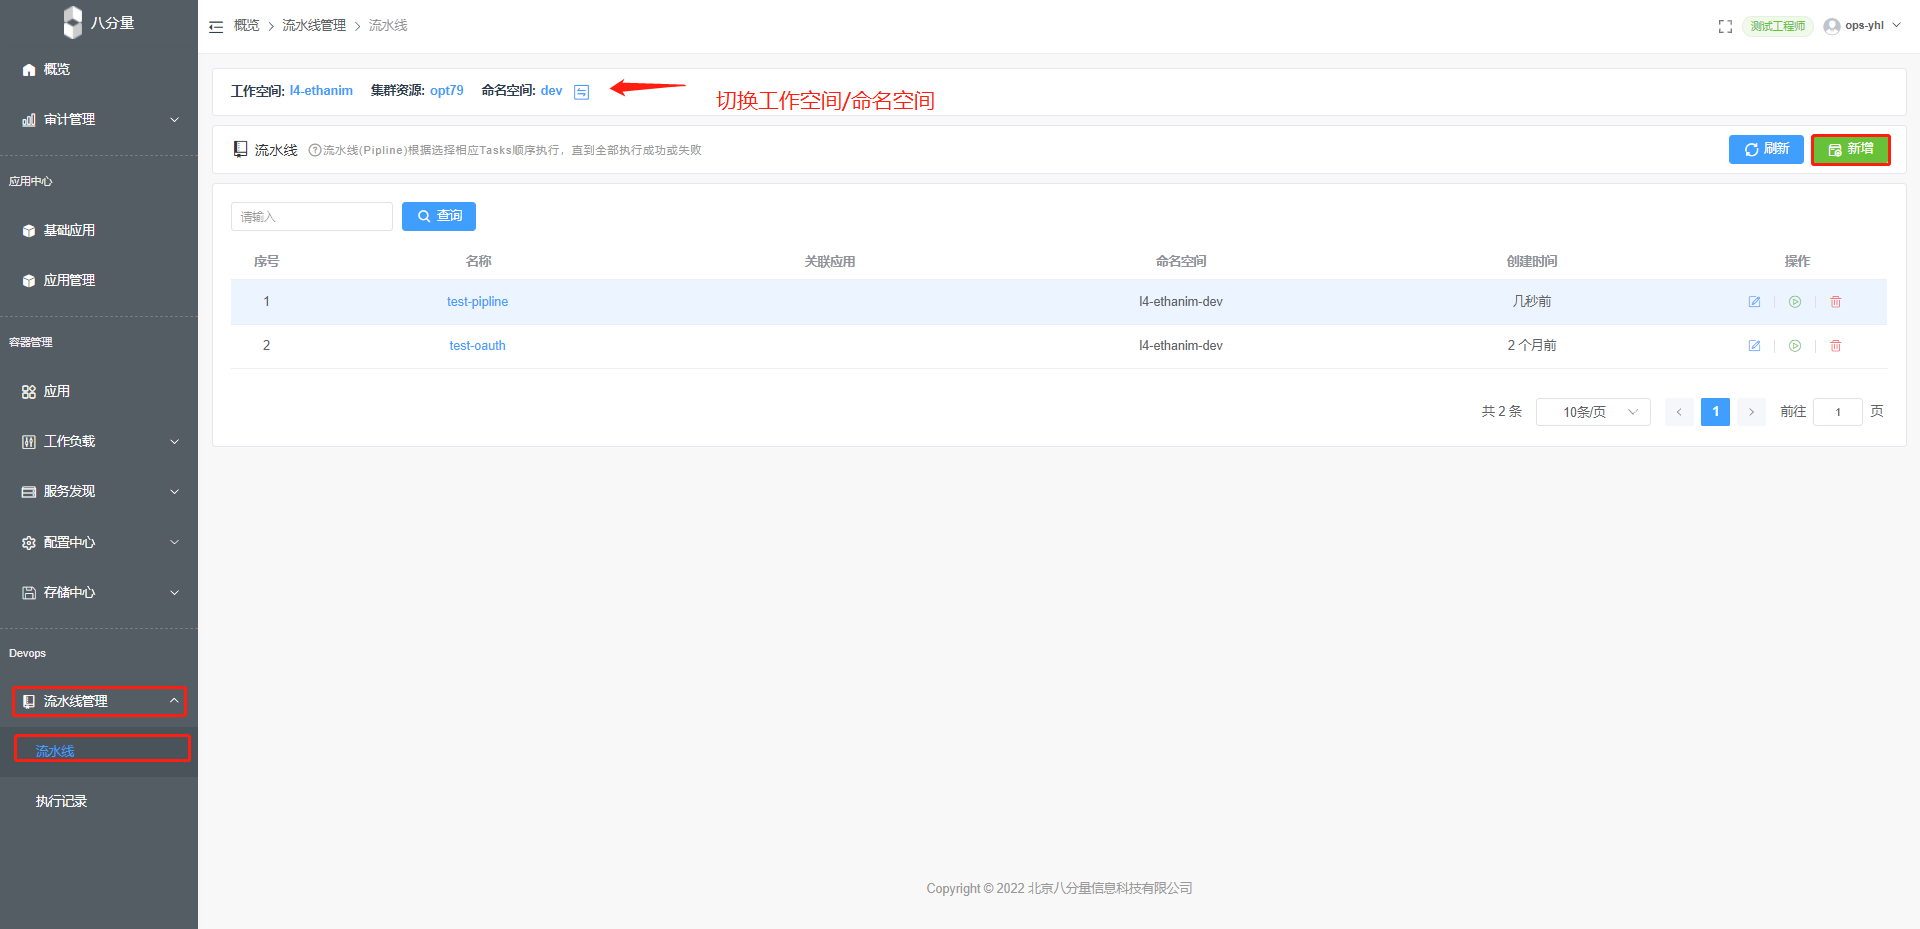 八分量
概览
审计管理
应用中心
基础应用
应用管理
容器管理
应用
工作负载
服务发现
配置中心
存储中心
Devops
流水线管理
流水线
执行记录
概览 > 流水线管理 > 流水线
测试工程师 ops-yhl
工作空间: l4-ethanim 集群资源: opt79 命名空间: dev
切换工作空间/命名空间
流水线 流水线(Pipline)根据选择相应Tasks顺序执行，直到全部执行成功或失败
刷新 新增
请输入 查询
序号 名称 关联应用 命名空间 创建时间 操作
1 test-pipline l4-ethanim-dev 几秒前
2 test-oauth l4-ethanim-dev 2 个月前
共 2 条 10条/页 1 前往 1 页
Copyright © 2022 北京八分量信息科技有限公司